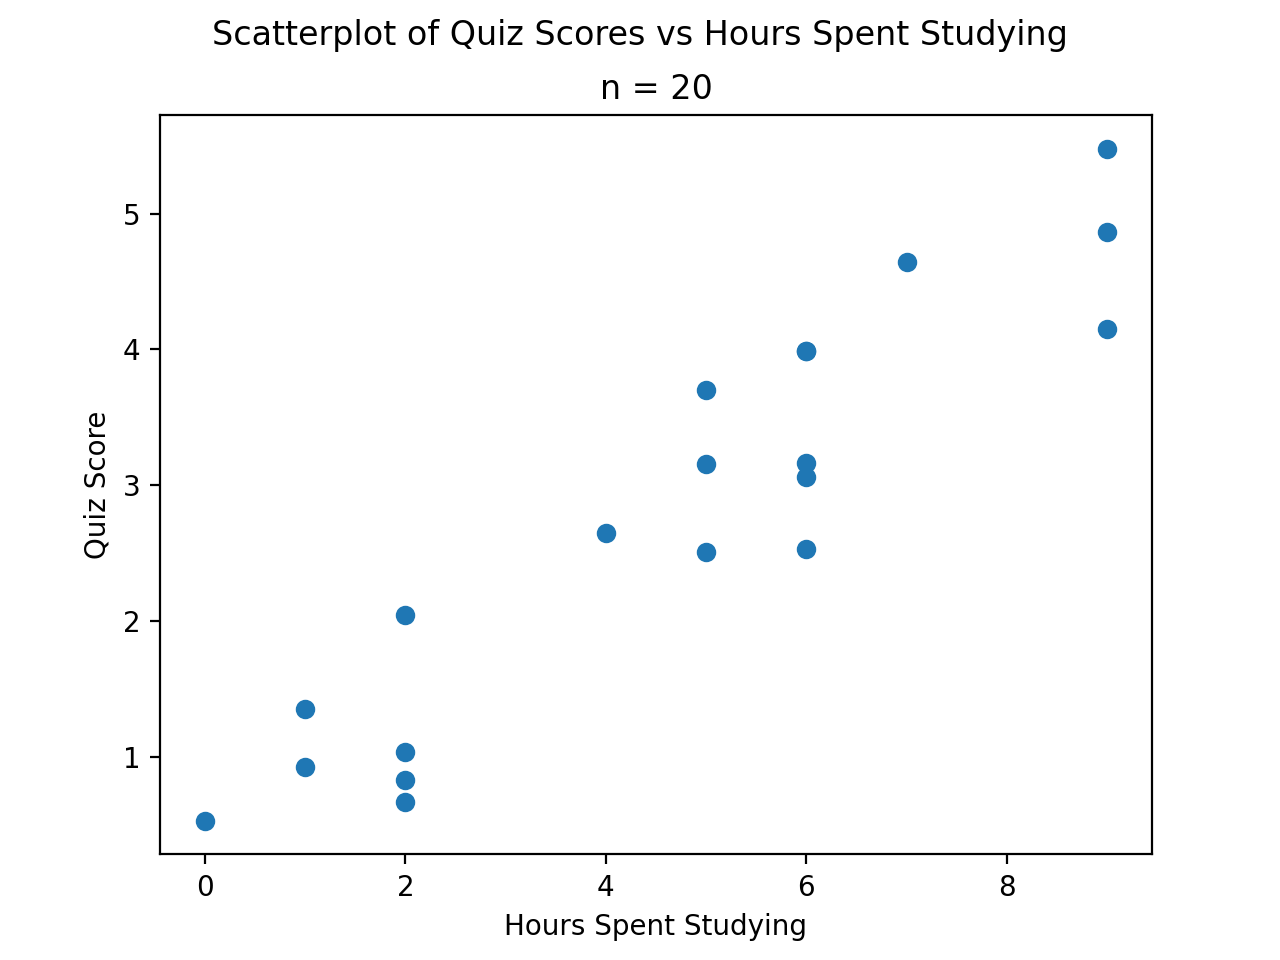 Scatterplot of Quiz Scores vs Hours Spent Studying
n = 20
5
4
3
2
1
Quiz Score
0 2 4 6 8
Hours Spent Studying